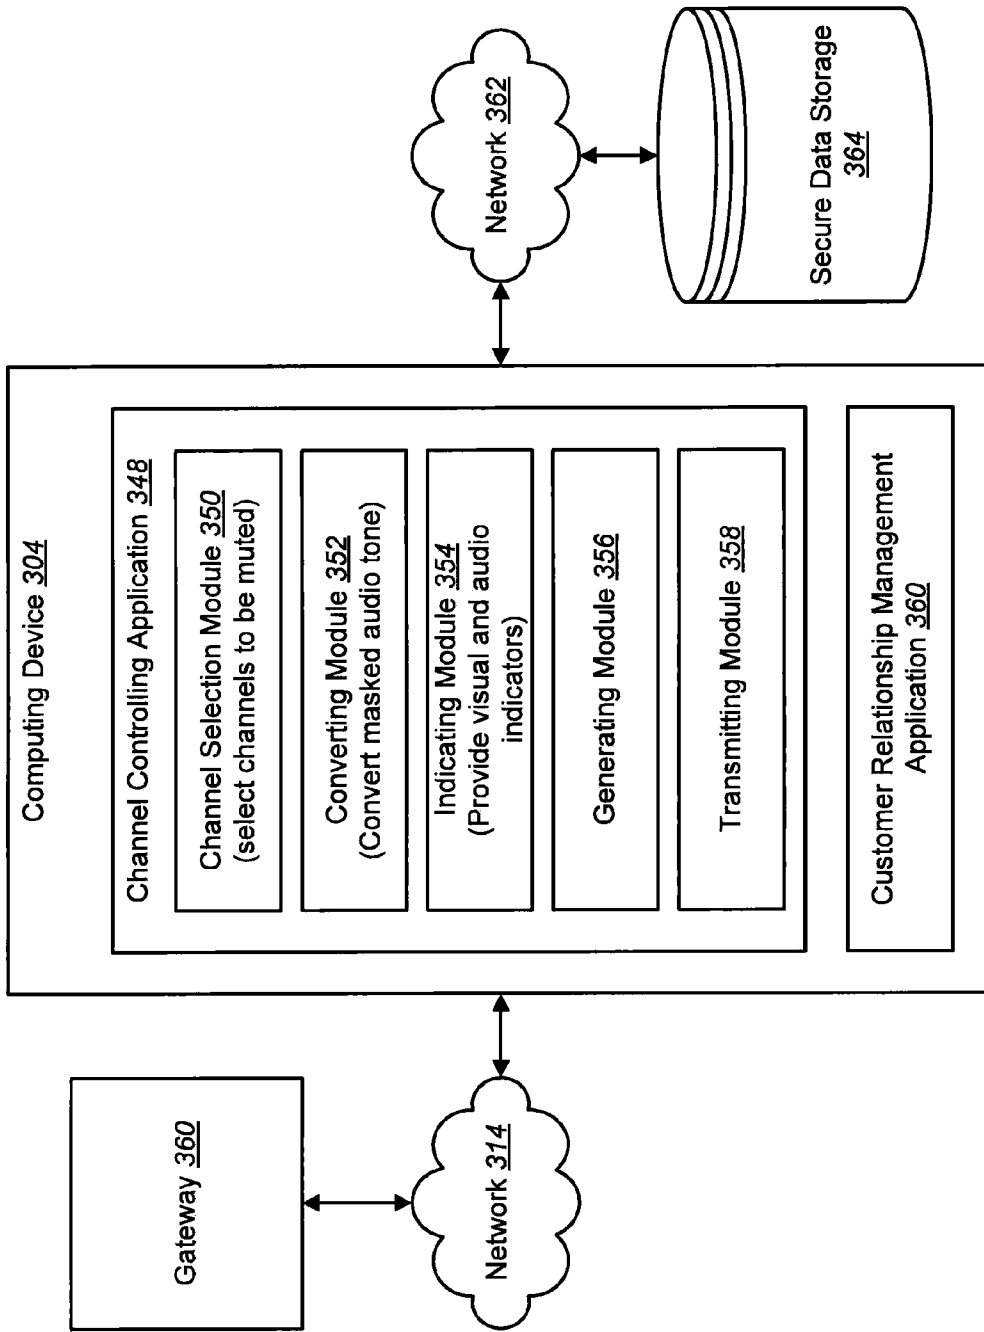 Computing Device 304
Channel Controlling Application 348
Channel Selection Module 350
(select channels to be muted)
Converting Module 352
(Convert masked audio tone)
Indicating Module 354
(Provide visual and audio
indicators)
Generating Module 356
Transmitting Module 358
Customer Relationship Management
Application 360
Gateway 360
Network 314
Network 362
Secure Data Storage
364